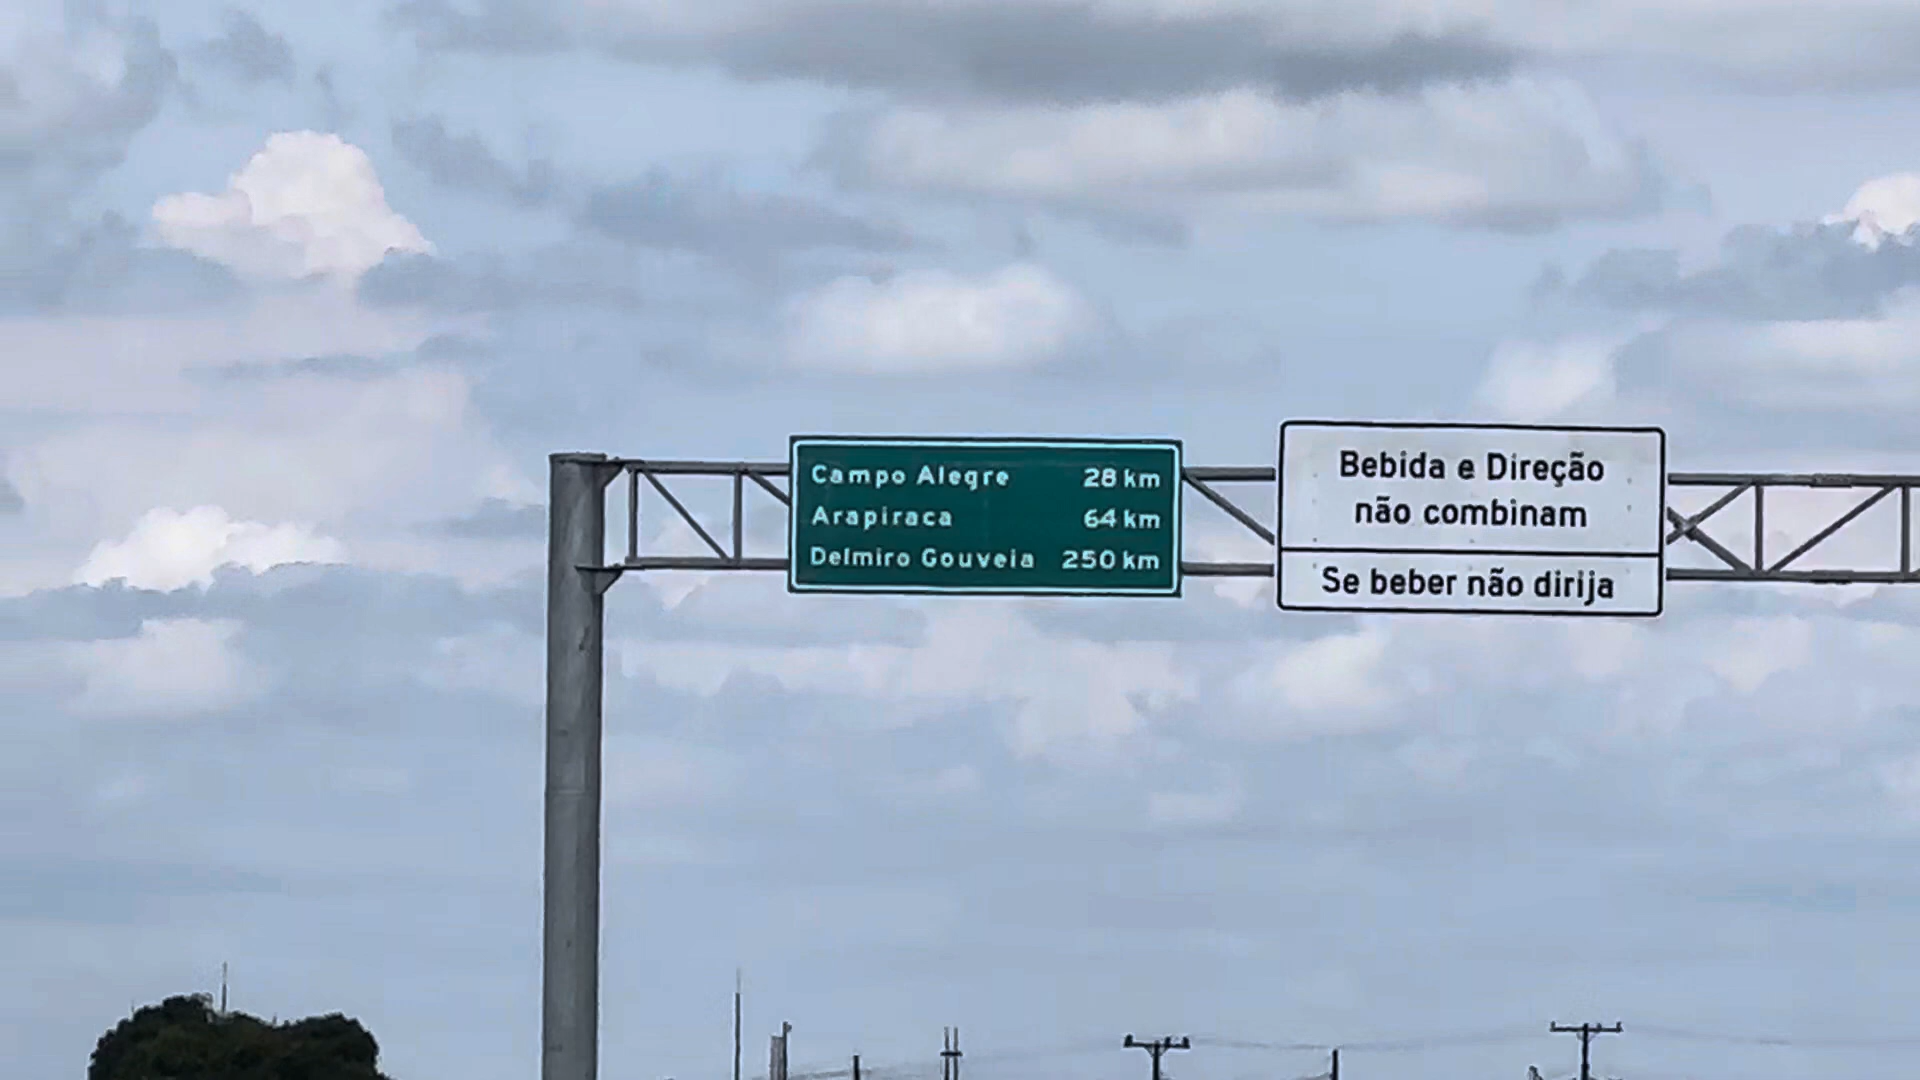 Campo Alegre 28 km
Arapiraca 64 km
Delmiro Gouveia 250 km
Bebida e Direção
não combinam
Se beber não dirija